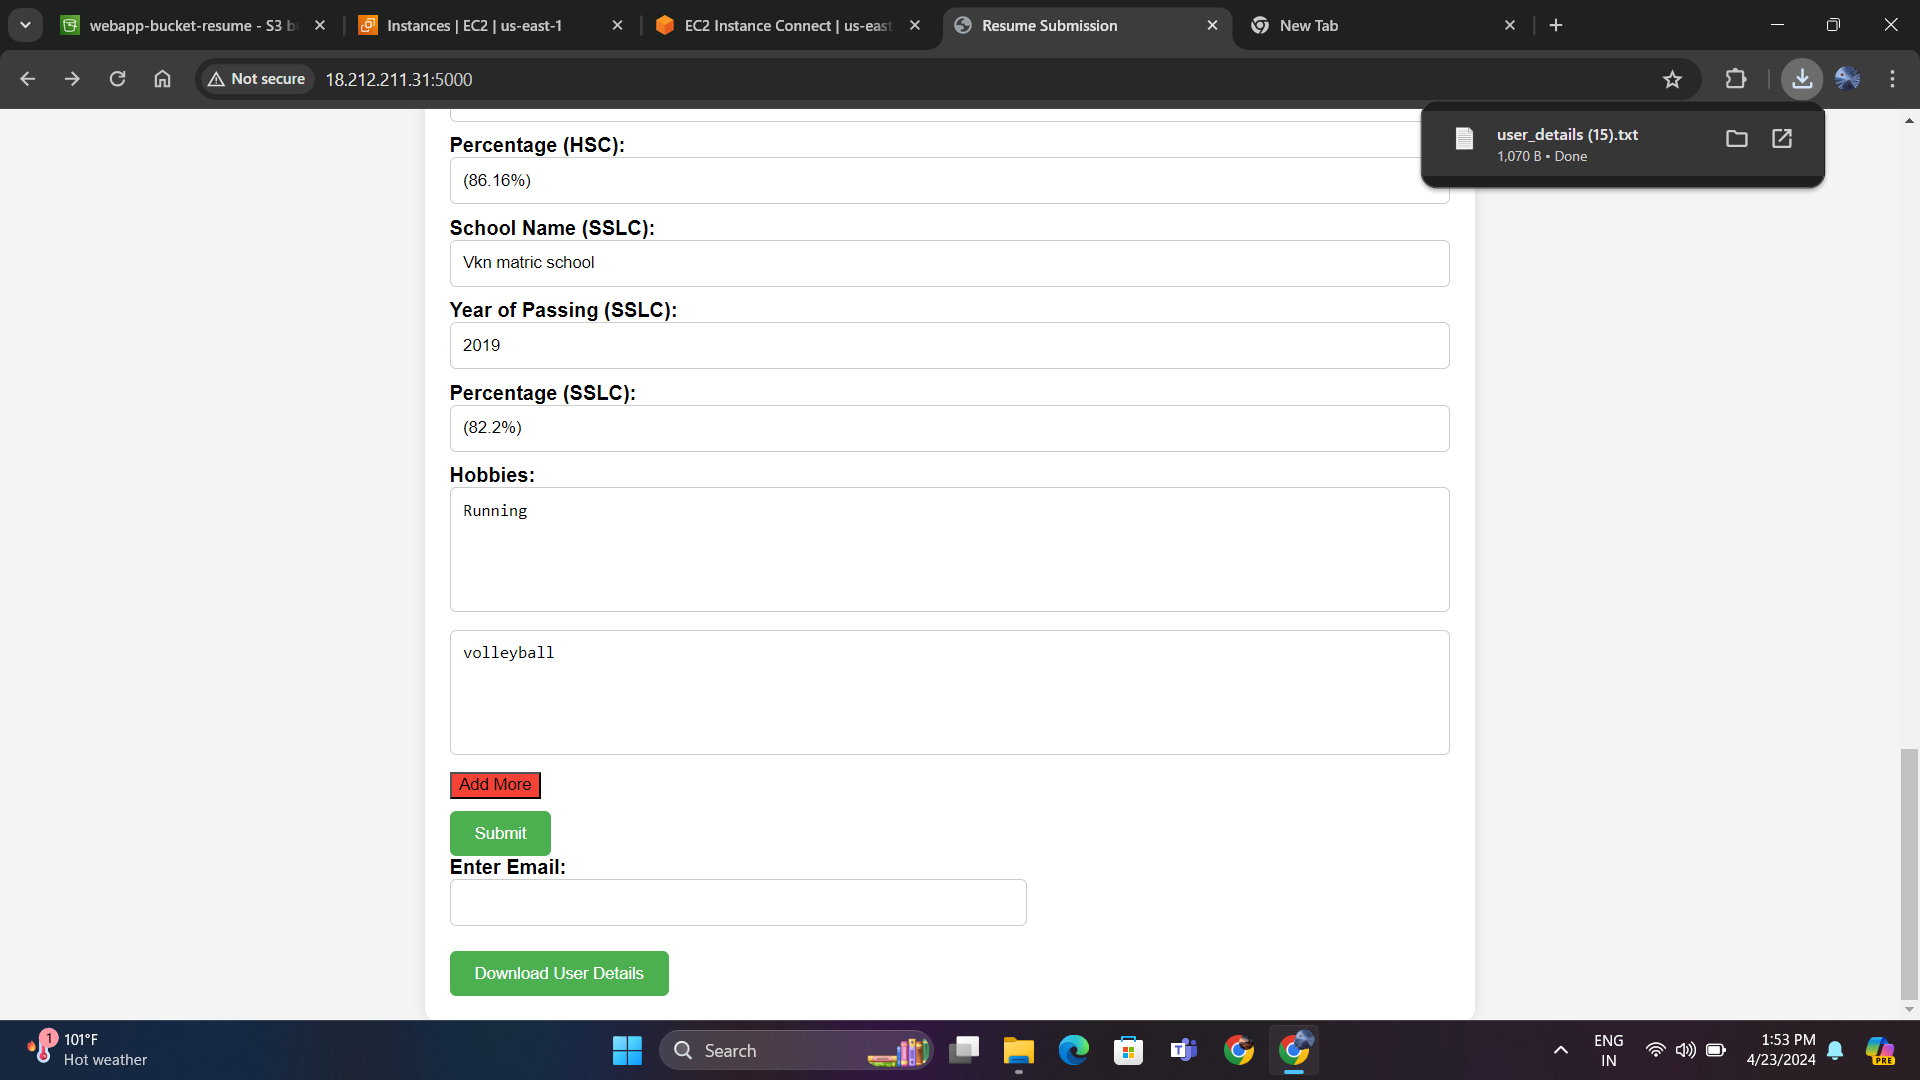 webapp-bucket-resume - S3 b
Instances | EC2 | us-east-1
EC2 Instance Connect | us-east
Resume Submission
New Tab
Not secure
18.212.211.31:5000
user_details (15).txt
1,070 B • Done
Percentage (HSC):
(86.16%)
School Name (SSLC):
Vkn matric school
Year of Passing (SSLC):
2019
Percentage (SSLC):
(82.2%)
Hobbies:
Running
volleyball
Add More
Submit
Enter Email:
Download User Details
1
101°F
Hot weather
Search
ENG
IN
1:53 PM
4/23/2024
PRE